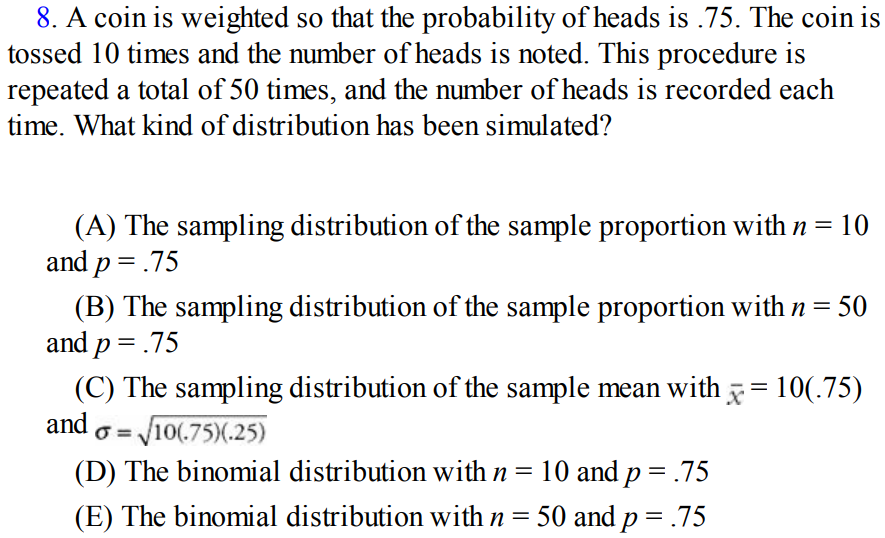 8. A coin is weighted so that the probability of heads is .75. The coin is
tossed 10 times and the number of heads is noted. This procedure is
repeated a total of 50 times, and the number of heads is recorded each
time. What kind of distribution has been simulated?
(A) The sampling distribution of the sample proportion with n = 10
and p = .75
(B) The sampling distribution of the sample proportion with n = 50
and p = .75
(C) The sampling distribution of the sample mean with x̄ = 10(.75)
and σ = √10(.75)(.25)
(D) The binomial distribution with n = 10 and p = .75
(E) The binomial distribution with n = 50 and p = .75